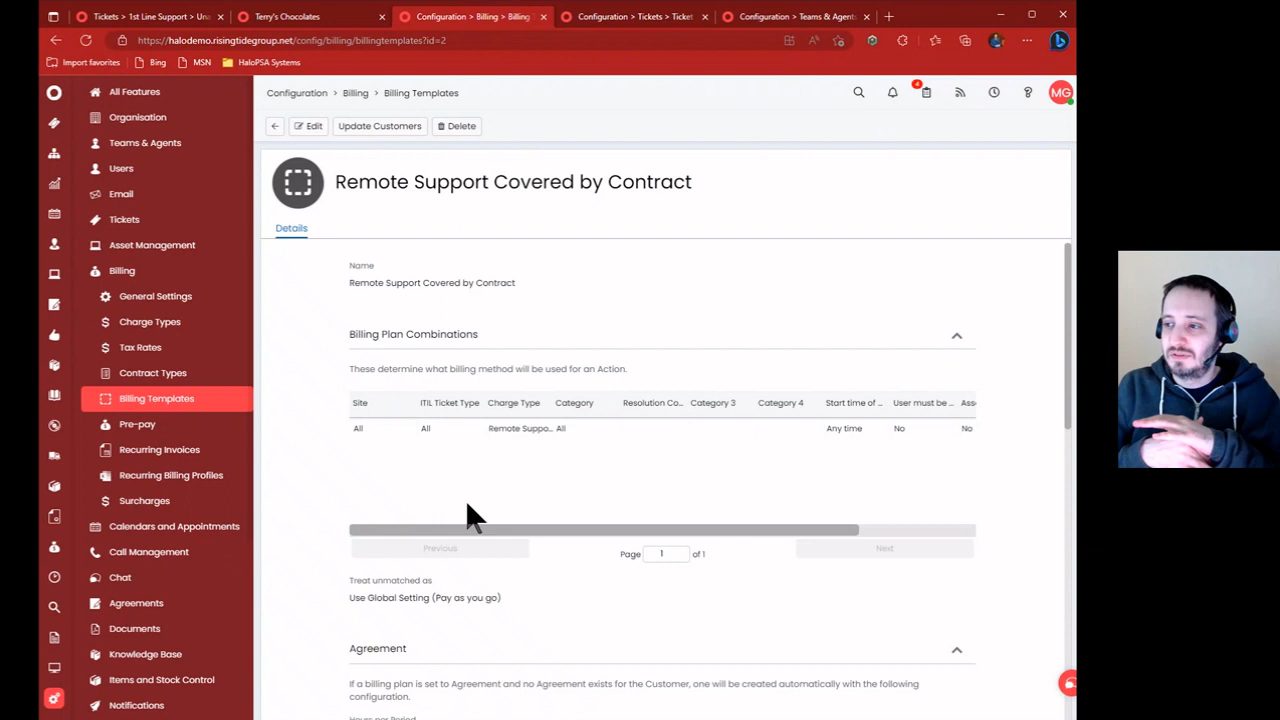 Tickets > 1st Line Support > Una
Terry's Chocolates
Configuration > Billing > Billing
Configuration > Tickets > Ticket
Configuration > Teams & Agents
https://halodemo.risingtidegroup.net/config/billing/billingtemplates?id=2
Import favorites
Bing
MSN
HaloPSA Systems
All Features
Organisation
Teams & Agents
Users
Email
Tickets
Asset Management
Billing
General Settings
Charge Types
Tax Rates
Contract Types
Billing Templates
Pre-pay
Recurring Invoices
Recurring Billing Profiles
Surcharges
Calendars and Appointments
Call Management
Chat
Agreements
Documents
Knowledge Base
Items and Stock Control
Notifications
Configuration > Billing > Billing Templates
4
MG
Edit
Update Customers
Delete
Remote Support Covered by Contract
Details
Name
Remote Support Covered by Contract
Billing Plan Combinations
These determine what billing method will be used for an Action.
Site ITIL Ticket Type Charge Type Category Resolution Co... Category 3 Category 4 Start time of ... User must be ... Ass
All All Remote Suppo... All Any time No No
Previous Page 1 of 1 Next
Treat unmatched as
Use Global Setting (Pay as you go)
Agreement
If a billing plan is set to Agreement and no Agreement exists for the Customer, one will be created automatically with the following
configuration.
Hours per Period